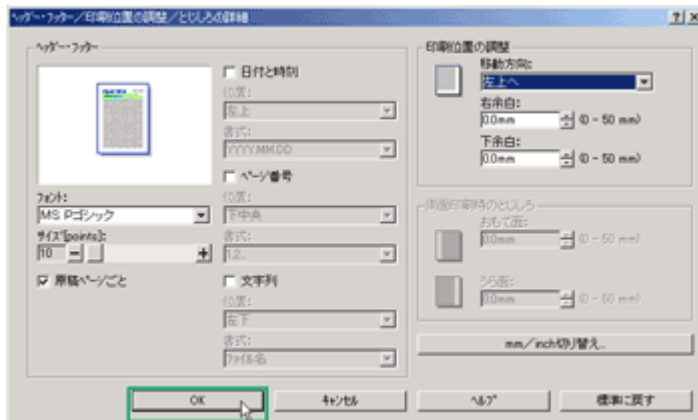 ヘッダー・フッター／印刷位置の調整／とじしろの詳細
ヘッダー・フッター
フォント:
MS Pゴシック
サイズ[points]:
10
原稿ページごと
日付と時刻
位置:
左上
書式:
YYYY.MM.DD
ページ番号
位置:
下中央
書式:
1,2,..
文字列
位置:
左下
書式:
ファイル名
印刷位置の調整
移動方向:
左上へ
右余白:
0.0mm (0 - 50 mm)
下余白:
0.0mm (0 - 50 mm)
両面印刷時のとじしろ
おもて面:
0.0mm (0 - 50 mm)
うら面:
0.0mm (0 - 50 mm)
mm／inch切り替え..
OK
キャンセル
ヘルプ
標準に戻す